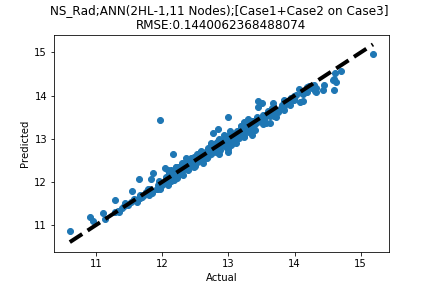 NS_Rad;ANN(2HL-1,11 Nodes);[Case1+Case2 on Case3]
RMSE:0.1440062368488074
15
14
13
12
11
Predicted
11 12 13 14 15
Actual